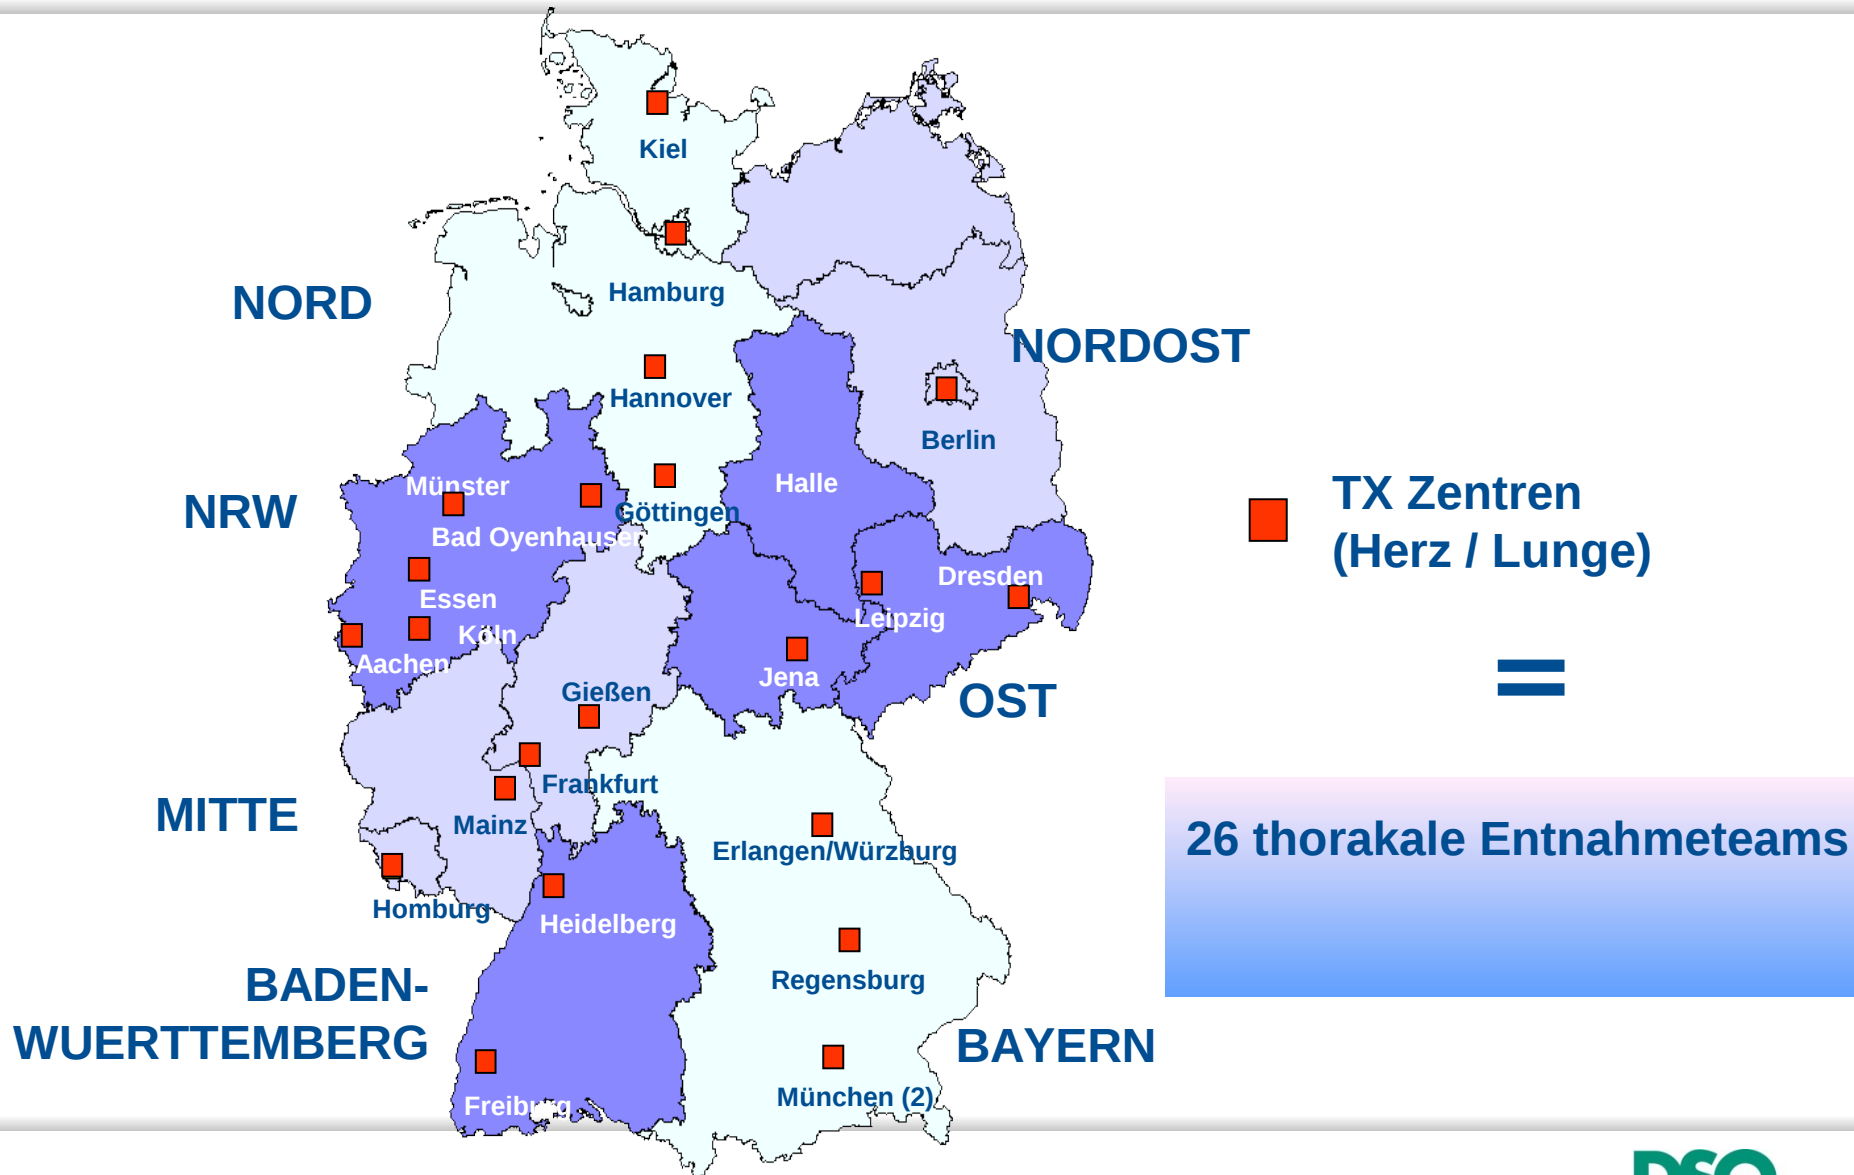 Kiel
Hamburg
NORD
NORDOST
Hannover
Berlin
Münster
Halle
NRW
Göttingen
Bad Oyenhausen
TX Zentren
(Herz / Lunge)
Dresden
Essen
Leipzig
Köln
Aachen
Jena
=
Gießen
OST
Frankfurt
MITTE
Mainz
26 thorakale Entnahmeteams
Erlangen/Würzburg
Homburg
Heidelberg
Regensburg
BADEN-
WUERTTEMBERG
BAYERN
München (2)
Freiburg
DSO